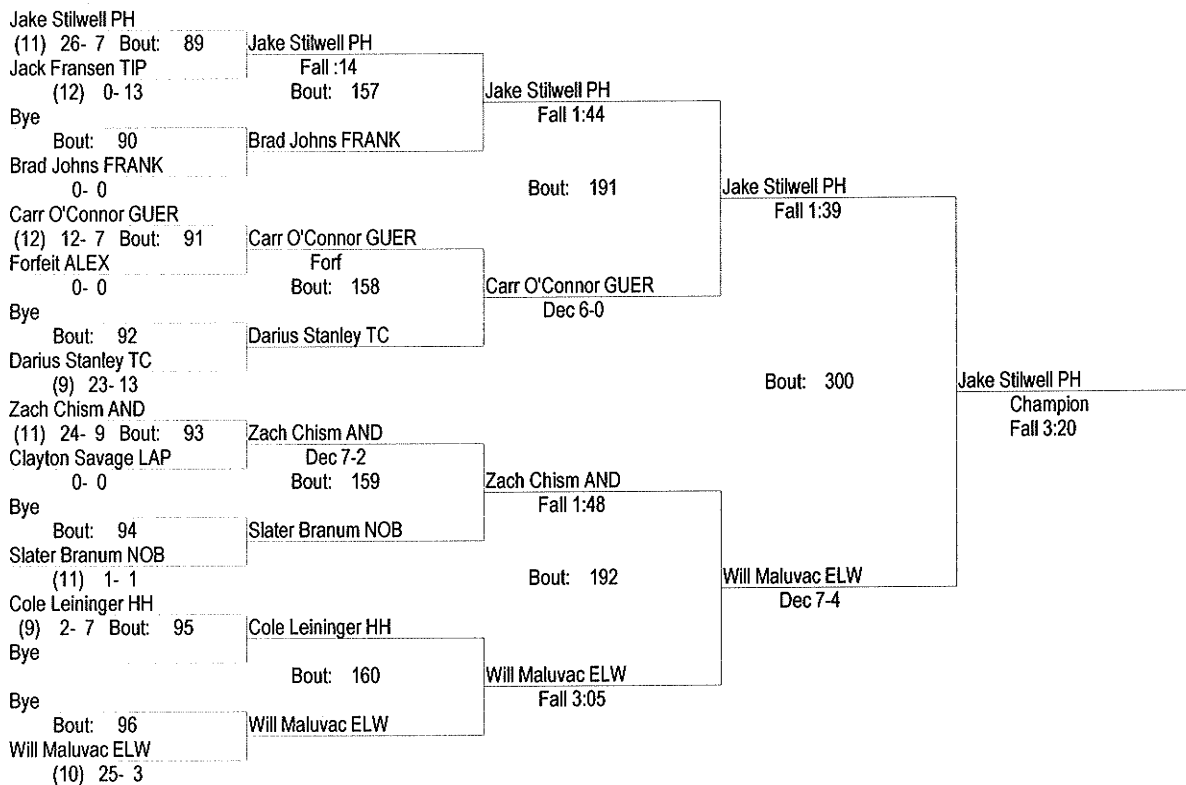 Jake Stilwell PH
(11) 26- 7 Bout: 89
Jack Fransen TIP
(12) 0- 13
Bye
Bout: 90
Brad Johns FRANK
0- 0
Carr O'Connor GUER
(12) 12- 7 Bout: 91
Forfeit ALEX
0- 0
Bye
Bout: 92
Darius Stanley TC
(9) 23- 13
Zach Chism AND
(11) 24- 9 Bout: 93
Clayton Savage LAP
0- 0
Bye
Bout: 94
Slater Branum NOB
(11) 1- 1
Cole Leininger HH
(9) 2- 7 Bout: 95
Bye
Bye
Bout: 96
Will Maluvac ELW
(10) 25- 3
Jake Stilwell PH
Fall :14
Bout: 157
Brad Johns FRANK
Carr O'Connor GUER
Forf
Bout: 158
Darius Stanley TC
Zach Chism AND
Dec 7-2
Bout: 159
Slater Branum NOB
Cole Leininger HH
Bout: 160
Will Maluvac ELW
Jake Stilwell PH
Fall 1:44
Bout: 191
Carr O'Connor GUER
Dec 6-0
Zach Chism AND
Fall 1:48
Bout: 192
Will Maluvac ELW
Fall 3:05
Jake Stilwell PH
Fall 1:39
Bout: 300
Will Maluvac ELW
Dec 7-4
Jake Stilwell PH
Champion
Fall 3:20